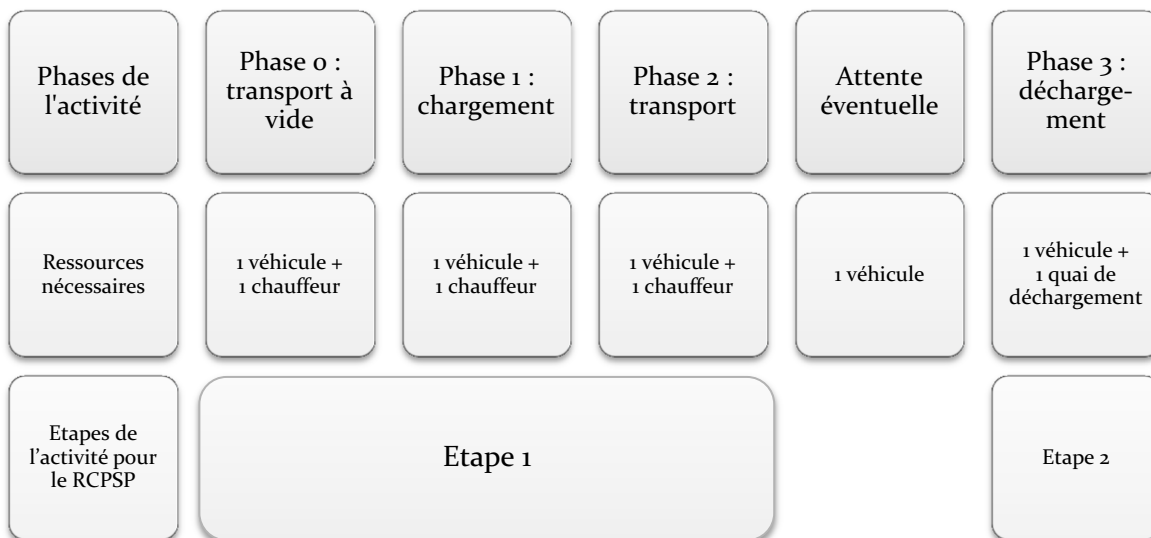 Phases de
l'activité
Phase 0 :
transport à
vide
Phase 1 :
chargement
Phase 2 :
transport
Attente
éventuelle
Phase 3 :
décharge-
ment
Ressources
nécessaires
1 véhicule +
1 chauffeur
1 véhicule +
1 chauffeur
1 véhicule +
1 chauffeur
1 véhicule
1 véhicule +
1 quai de
déchargement
Etapes de
l’activité pour
le RCPSP
Etape 1
Etape 2